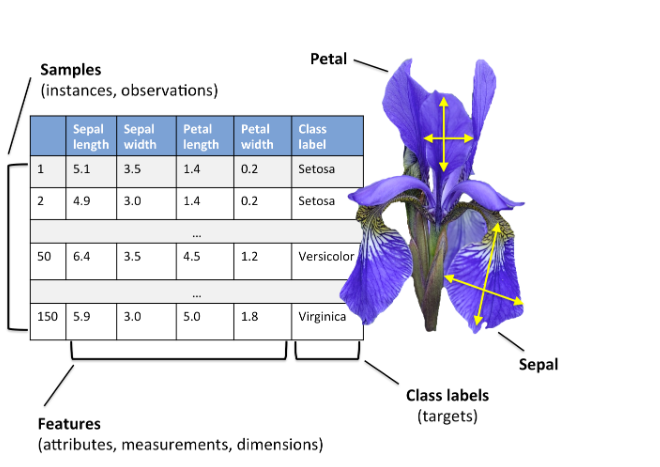 Petal
Samples
(instances, observations)
Sepal length Sepal width Petal length Petal width Class label
1 5.1 3.5 1.4 0.2 Setosa
2 4.9 3.0 1.4 0.2 Setosa
...
50 6.4 3.5 4.5 1.2 Versicolor
...
150 5.9 3.0 5.0 1.8 Virginica
Sepal
Class labels
(targets)
Features
(attributes, measurements, dimensions)